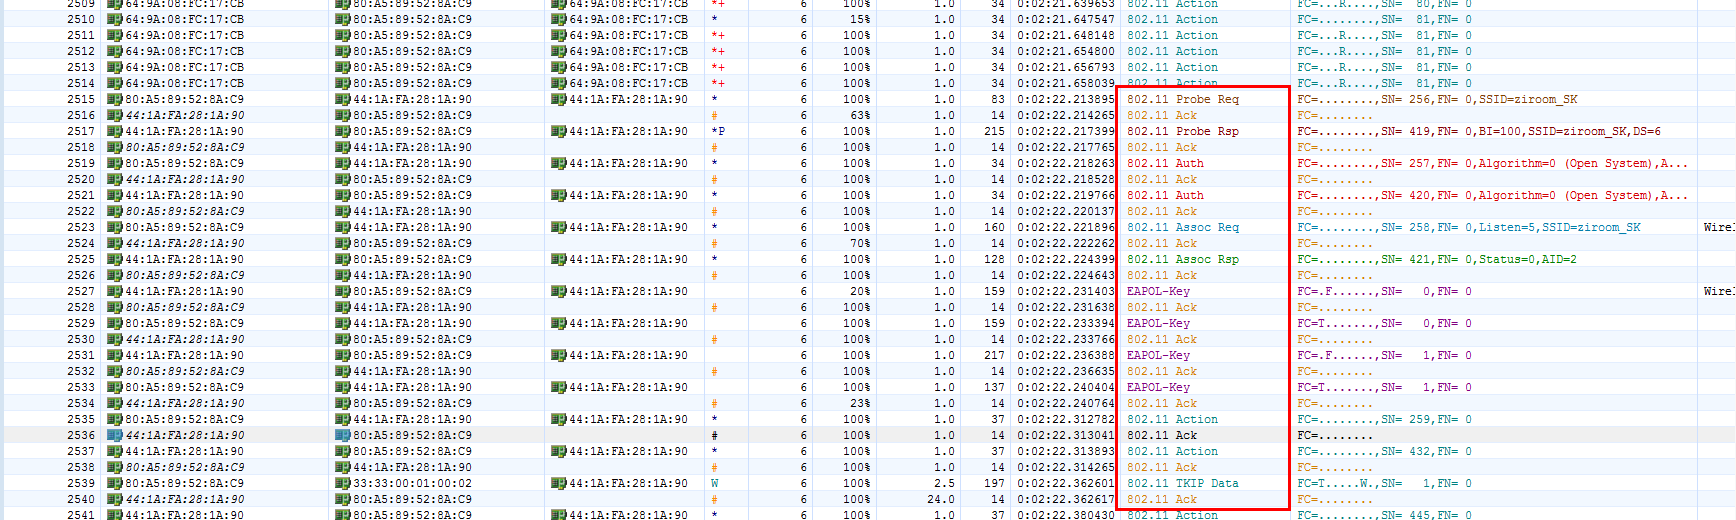 2509 64:9A:08:FC:17:CB 80:A5:89:52:8A:C9 64:9A:08:FC:17:CB *+ 6 100% 1.0 34 0:02:21.639653 802.11 Action FC=...R....,SN= 80,FN= 0
2510 64:9A:08:FC:17:CB 80:A5:89:52:8A:C9 64:9A:08:FC:17:CB * 6 15% 1.0 34 0:02:21.647547 802.11 Action FC=........,SN= 81,FN= 0
2511 64:9A:08:FC:17:CB 80:A5:89:52:8A:C9 64:9A:08:FC:17:CB *+ 6 100% 1.0 34 0:02:21.648148 802.11 Action FC=...R....,SN= 81,FN= 0
2512 64:9A:08:FC:17:CB 80:A5:89:52:8A:C9 64:9A:08:FC:17:CB *+ 6 100% 1.0 34 0:02:21.654800 802.11 Action FC=...R....,SN= 81,FN= 0
2513 64:9A:08:FC:17:CB 80:A5:89:52:8A:C9 64:9A:08:FC:17:CB *+ 6 100% 1.0 34 0:02:21.656793 802.11 Action FC=...R....,SN= 81,FN= 0
2514 64:9A:08:FC:17:CB 80:A5:89:52:8A:C9 64:9A:08:FC:17:CB *+ 6 100% 1.0 34 0:02:21.658039 802.11 Action FC=...R....,SN= 81,FN= 0
2515 80:A5:89:52:8A:C9 44:1A:FA:28:1A:90 44:1A:FA:28:1A:90 * 6 100% 1.0 83 0:02:22.213895 802.11 Probe Req FC=........,SN= 256,FN= 0,SSID=ziroom_SK
2516 44:1A:FA:28:1A:90 80:A5:89:52:8A:C9 # 6 63% 1.0 14 0:02:22.214265 802.11 Ack FC=........
2517 44:1A:FA:28:1A:90 80:A5:89:52:8A:C9 44:1A:FA:28:1A:90 *P 6 100% 1.0 215 0:02:22.217399 802.11 Probe Rsp FC=........,SN= 419,FN= 0,BI=100,SSID=ziroom_SK,DS=6
2518 80:A5:89:52:8A:C9 44:1A:FA:28:1A:90 # 6 100% 1.0 14 0:02:22.217765 802.11 Ack FC=........
2519 80:A5:89:52:8A:C9 44:1A:FA:28:1A:90 44:1A:FA:28:1A:90 * 6 100% 1.0 34 0:02:22.218263 802.11 Auth FC=........,SN= 257,FN= 0,Algorithm=0 (Open System),A...
2520 44:1A:FA:28:1A:90 80:A5:89:52:8A:C9 # 6 100% 1.0 14 0:02:22.218528 802.11 Ack FC=........
2521 44:1A:FA:28:1A:90 80:A5:89:52:8A:C9 44:1A:FA:28:1A:90 * 6 100% 1.0 34 0:02:22.219766 802.11 Auth FC=........,SN= 420,FN= 0,Algorithm=0 (Open System),A...
2522 80:A5:89:52:8A:C9 44:1A:FA:28:1A:90 # 6 100% 1.0 14 0:02:22.220137 802.11 Ack FC=........
2523 80:A5:89:52:8A:C9 44:1A:FA:28:1A:90 44:1A:FA:28:1A:90 * 6 100% 1.0 160 0:02:22.221896 802.11 Assoc Req FC=........,SN= 258,FN= 0,Listen=5,SSID=ziroom_SK Wirel
2524 44:1A:FA:28:1A:90 80:A5:89:52:8A:C9 # 6 70% 1.0 14 0:02:22.222262 802.11 Ack FC=........
2525 44:1A:FA:28:1A:90 80:A5:89:52:8A:C9 44:1A:FA:28:1A:90 * 6 100% 1.0 128 0:02:22.224399 802.11 Assoc Rsp FC=........,SN= 421,FN= 0,Status=0,AID=2
2526 80:A5:89:52:8A:C9 44:1A:FA:28:1A:90 # 6 100% 1.0 14 0:02:22.224643 802.11 Ack FC=........
2527 44:1A:FA:28:1A:90 80:A5:89:52:8A:C9 44:1A:FA:28:1A:90 6 20% 1.0 159 0:02:22.231403 EAPOL-Key FC=.F......,SN= 0,FN= 0 Wirel
2528 80:A5:89:52:8A:C9 44:1A:FA:28:1A:90 # 6 100% 1.0 14 0:02:22.231638 802.11 Ack FC=........
2529 80:A5:89:52:8A:C9 44:1A:FA:28:1A:90 44:1A:FA:28:1A:90 6 100% 1.0 159 0:02:22.233394 EAPOL-Key FC=T.......,SN= 0,FN= 0
2530 44:1A:FA:28:1A:90 80:A5:89:52:8A:C9 # 6 100% 1.0 14 0:02:22.233766 802.11 Ack FC=........
2531 44:1A:FA:28:1A:90 80:A5:89:52:8A:C9 44:1A:FA:28:1A:90 6 100% 1.0 217 0:02:22.236388 EAPOL-Key FC=.F......,SN= 1,FN= 0
2532 80:A5:89:52:8A:C9 44:1A:FA:28:1A:90 # 6 100% 1.0 14 0:02:22.236635 802.11 Ack FC=........
2533 80:A5:89:52:8A:C9 44:1A:FA:28:1A:90 44:1A:FA:28:1A:90 6 100% 1.0 137 0:02:22.240404 EAPOL-Key FC=T.......,SN= 1,FN= 0
2534 44:1A:FA:28:1A:90 80:A5:89:52:8A:C9 # 6 23% 1.0 14 0:02:22.240764 802.11 Ack FC=........
2535 80:A5:89:52:8A:C9 44:1A:FA:28:1A:90 44:1A:FA:28:1A:90 * 6 100% 1.0 37 0:02:22.312782 802.11 Action FC=........,SN= 259,FN= 0
2536 44:1A:FA:28:1A:90 80:A5:89:52:8A:C9 # 6 100% 1.0 14 0:02:22.313041 802.11 Ack FC=........
2537 44:1A:FA:28:1A:90 80:A5:89:52:8A:C9 44:1A:FA:28:1A:90 * 6 100% 1.0 37 0:02:22.313893 802.11 Action FC=........,SN= 432,FN= 0
2538 80:A5:89:52:8A:C9 44:1A:FA:28:1A:90 # 6 100% 1.0 14 0:02:22.314265 802.11 Ack FC=........
2539 80:A5:89:52:8A:C9 33:33:00:01:00:02 44:1A:FA:28:1A:90 W 6 100% 2.5 197 0:02:22.362601 802.11 TKIP Data FC=T.....W.,SN= 1,FN= 0
2540 44:1A:FA:28:1A:90 80:A5:89:52:8A:C9 # 6 100% 24.0 14 0:02:22.362617 802.11 Ack FC=........
2541 44:1A:FA:28:1A:90 80:A5:89:52:8A:C9 44:1A:FA:28:1A:90 * 6 100% 1.0 37 0:02:22.380430 802.11 Action FC=........,SN= 445,FN= 0